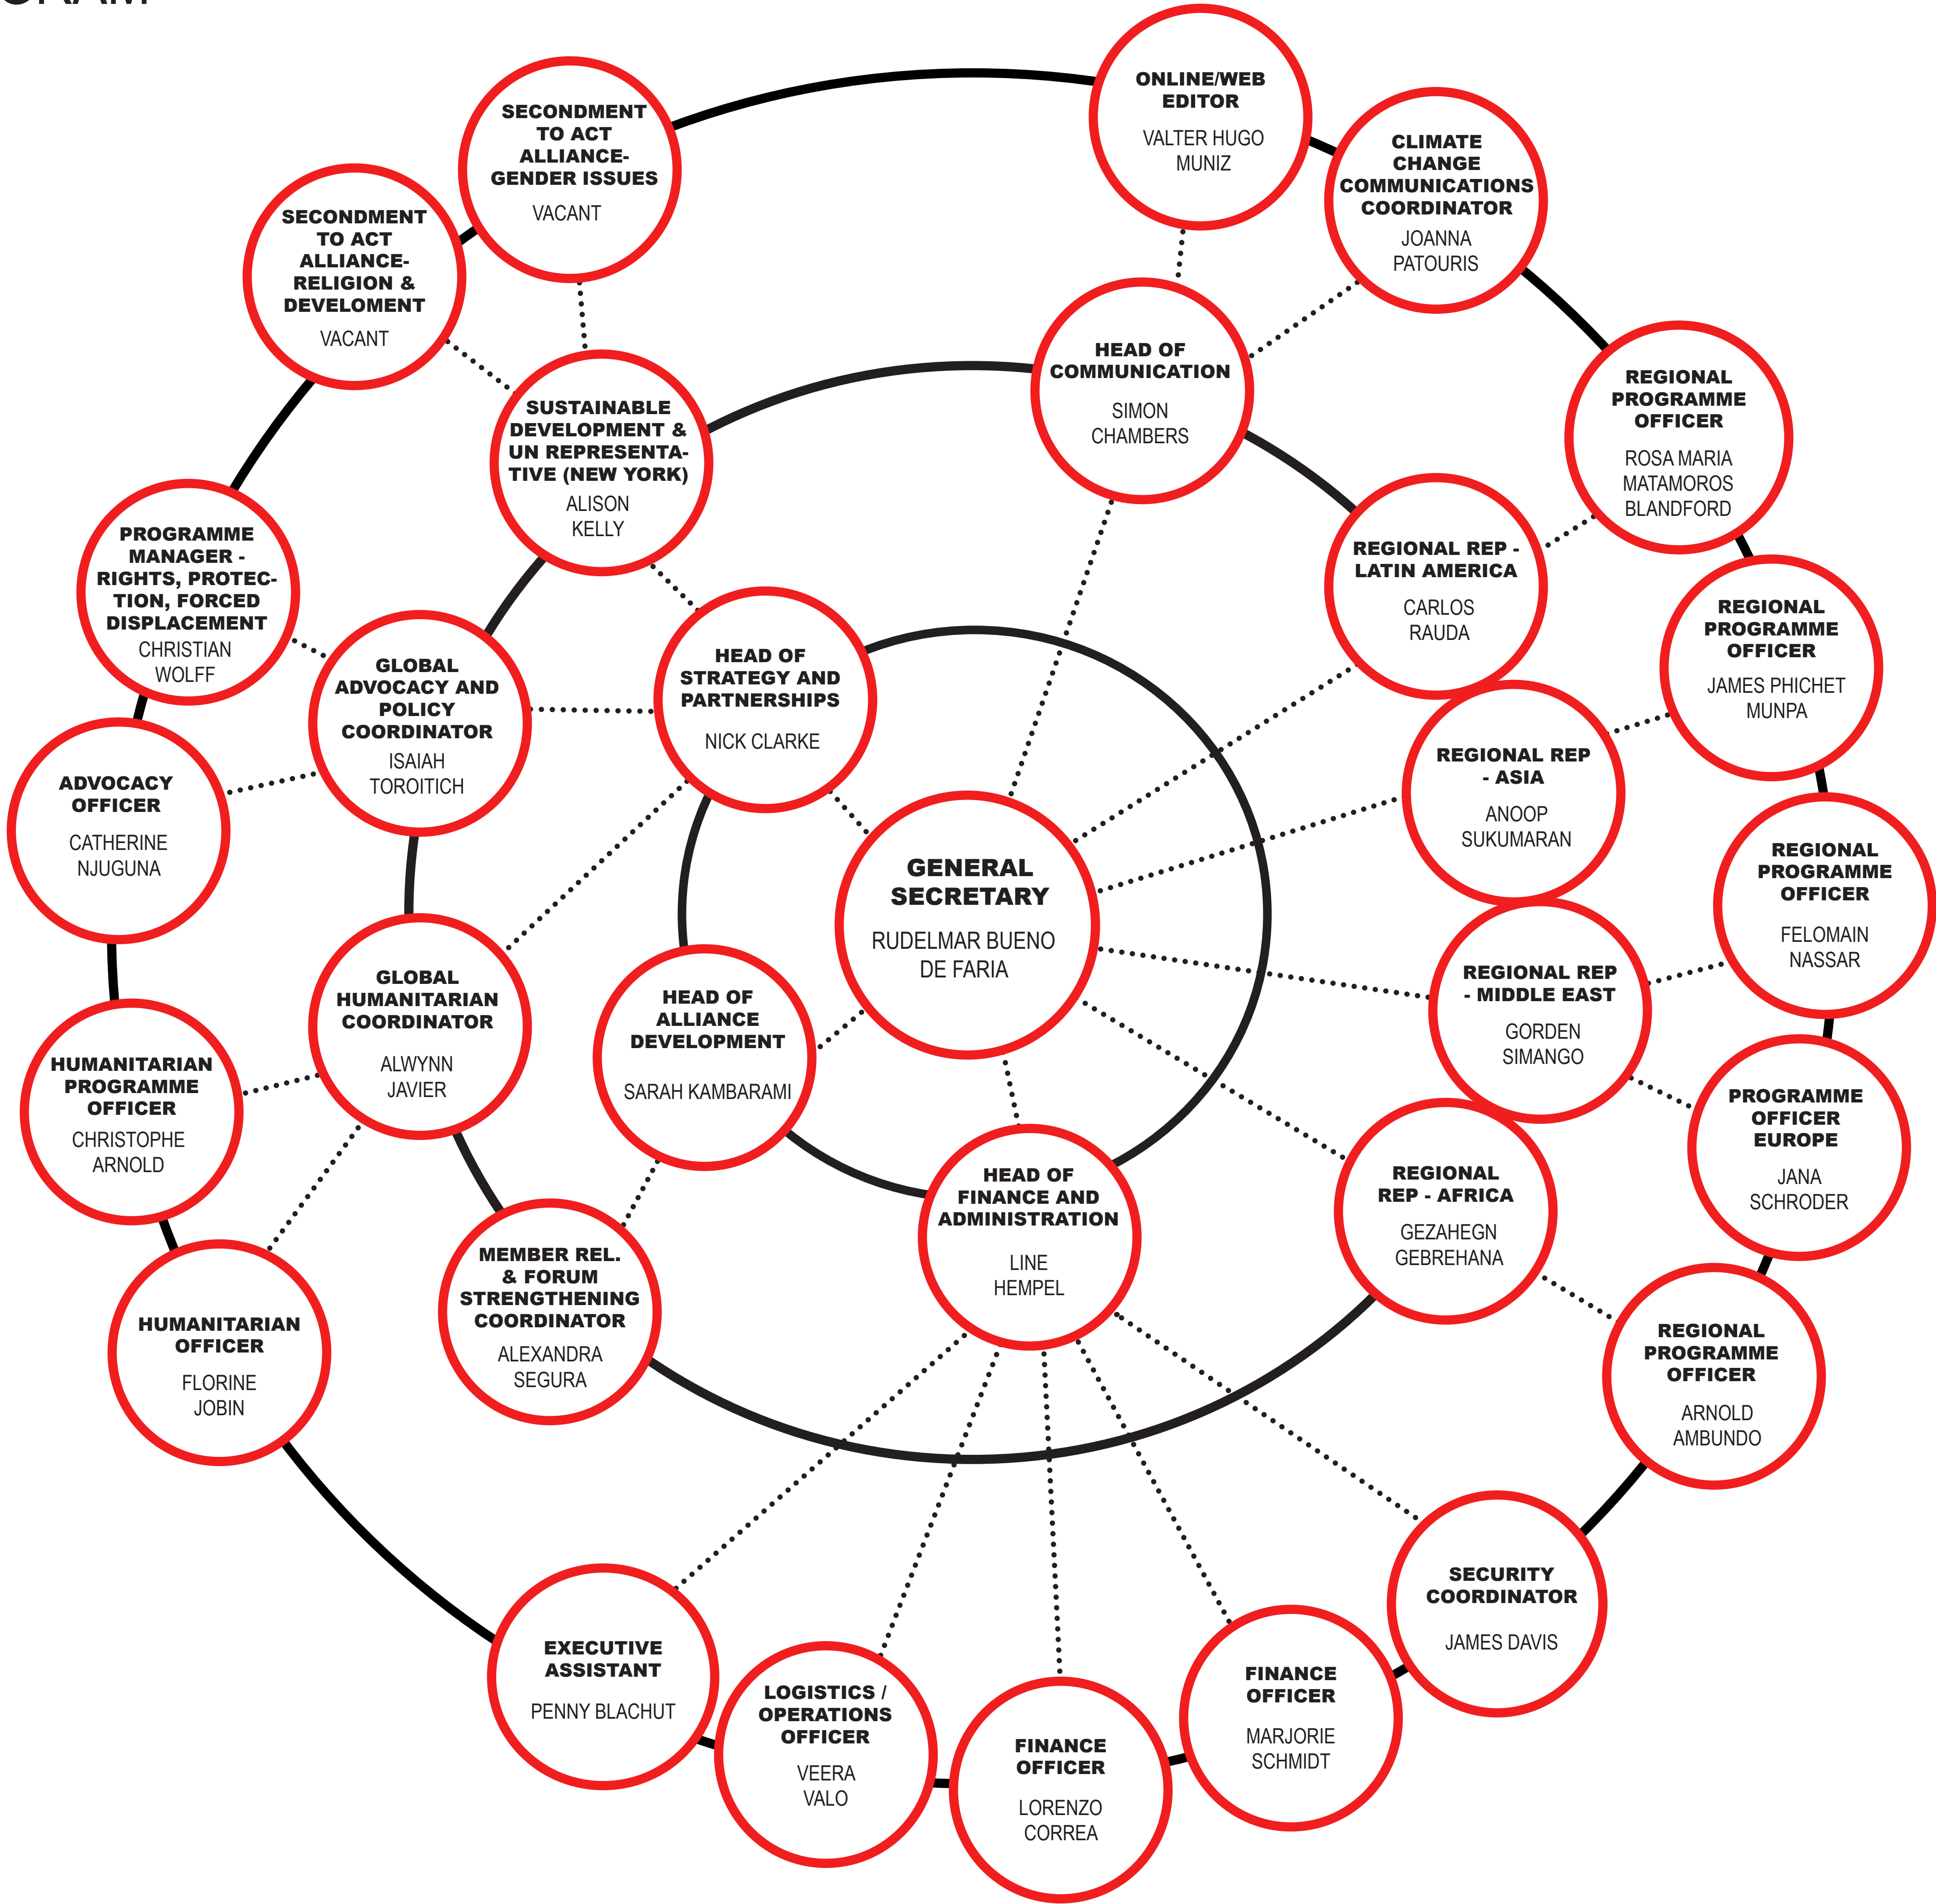 ONLINE/WEB
EDITOR
VALTER HUGO
MUNIZ
SECONDMENT
TO ACT
ALLIANCE-
GENDER ISSUES
VACANT
CLIMATE
CHANGE
COMMUNICATIONS
COORDINATOR
JOANNA
PATOURIS
SECONDMENT
TO ACT
ALLIANCE-
RELIGION &
DEVELOMENT
VACANT
HEAD OF
COMMUNICATION
SIMON
CHAMBERS
REGIONAL
PROGRAMME
OFFICER
ROSA MARIA
MATAMOROS
BLANDFORD
SUSTAINABLE
DEVELOPMENT &
UN REPRESENTA-
TIVE (NEW YORK)
ALISON
KELLY
PROGRAMME
MANAGER -
RIGHTS, PROTEC-
TION, FORCED
DISPLACEMENT
CHRISTIAN
WOLFF
REGIONAL REP -
LATIN AMERICA
CARLOS
RAUDA
REGIONAL
PROGRAMME
OFFICER
JAMES PHICHET
MUNPA
HEAD OF
STRATEGY AND
PARTNERSHIPS
NICK CLARKE
GLOBAL
ADVOCACY AND
POLICY
COORDINATOR
ISAIAH
TOROITICH
REGIONAL REP
- ASIA
ANOOP
SUKUMARAN
ADVOCACY
OFFICER
CATHERINE
NJUGUNA
GENERAL
SECRETARY
RUDELMAR BUENO
DE FARIA
REGIONAL
PROGRAMME
OFFICER
FELOMAIN
NASSAR
GLOBAL
HUMANITARIAN
COORDINATOR
ALWYNN
JAVIER
HEAD OF
ALLIANCE
DEVELOPMENT
SARAH KAMBARAMI
REGIONAL REP
- MIDDLE EAST
GORDEN
SIMANGO
HUMANITARIAN
PROGRAMME
OFFICER
CHRISTOPHE
ARNOLD
PROGRAMME
OFFICER
EUROPE
JANA
SCHRODER
HEAD OF
FINANCE AND
ADMINISTRATION
LINE
HEMPEL
REGIONAL
REP - AFRICA
GEZAHEGN
GEBREHANA
MEMBER REL.
& FORUM
STRENGTHENING
COORDINATOR
ALEXANDRA
SEGURA
HUMANITARIAN
OFFICER
FLORINE
JOBIN
REGIONAL
PROGRAMME
OFFICER
ARNOLD
AMBUNDO
SECURITY
COORDINATOR
JAMES DAVIS
EXECUTIVE
ASSISTANT
PENNY BLACHUT
LOGISTICS /
OPERATIONS
OFFICER
VEERA
VALO
FINANCE
OFFICER
MARJORIE
SCHMIDT
FINANCE
OFFICER
LORENZO
CORREA